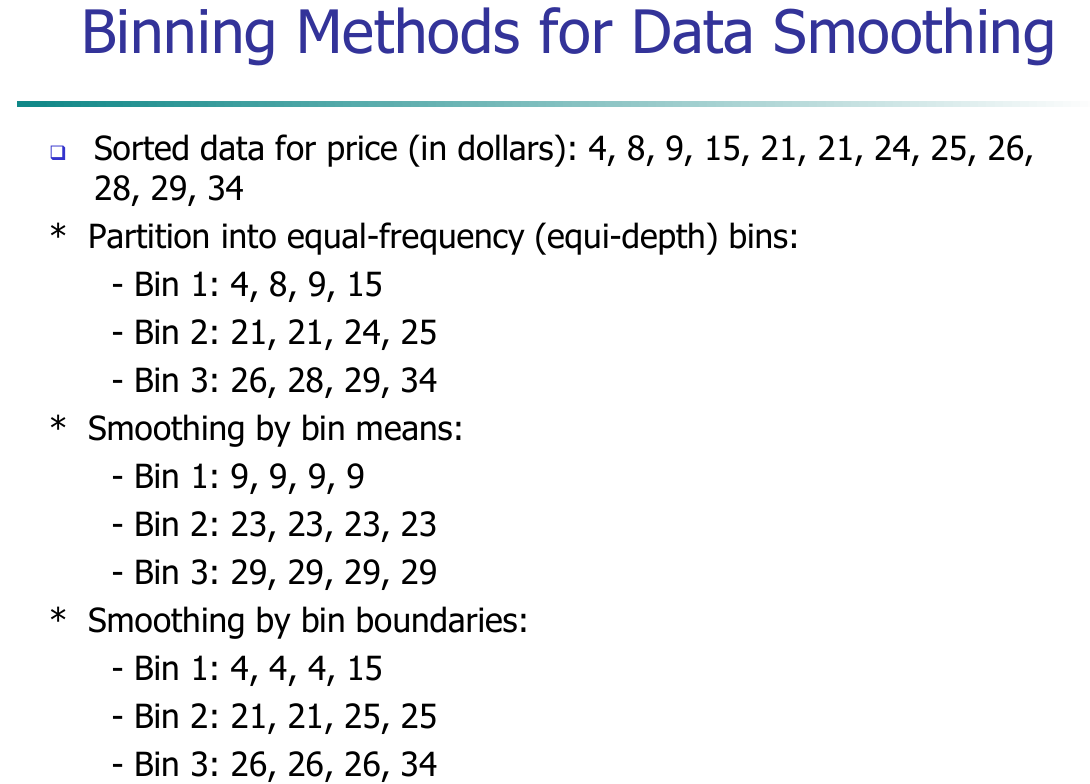 Binning Methods for Data Smoothing
❑ Sorted data for price (in dollars): 4, 8, 9, 15, 21, 21, 24, 25, 26,
28, 29, 34
* Partition into equal-frequency (equi-depth) bins:
- Bin 1: 4, 8, 9, 15
- Bin 2: 21, 21, 24, 25
- Bin 3: 26, 28, 29, 34
* Smoothing by bin means:
- Bin 1: 9, 9, 9, 9
- Bin 2: 23, 23, 23, 23
- Bin 3: 29, 29, 29, 29
* Smoothing by bin boundaries:
- Bin 1: 4, 4, 4, 15
- Bin 2: 21, 21, 25, 25
- Bin 3: 26, 26, 26, 34